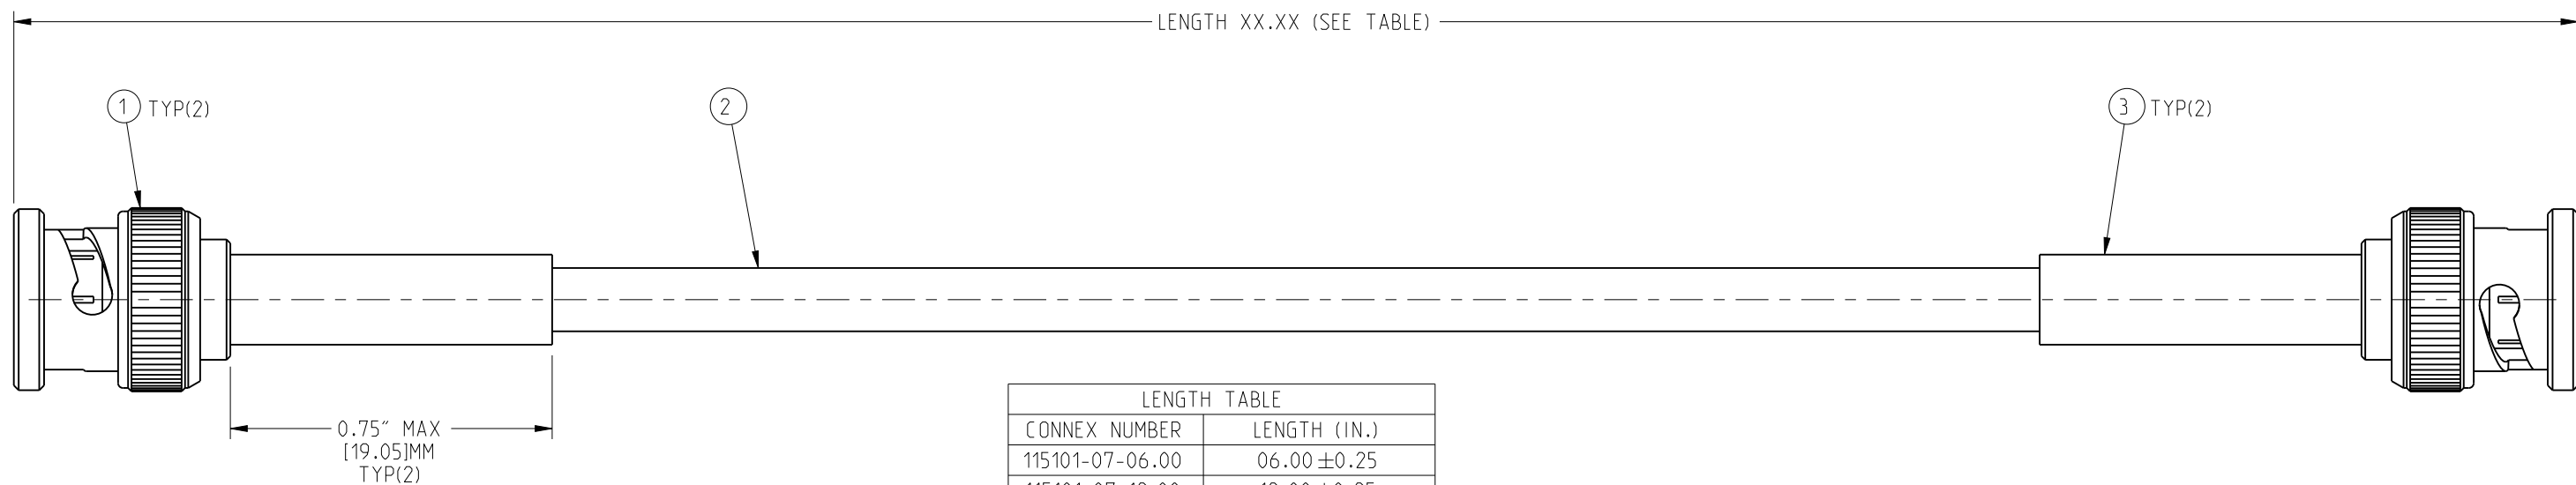 LENGTH XX.XX (SEE TABLE)
1 TYP(2)
2
3 TYP(2)
0.75" MAX
[19.05]MM
TYP(2)
LENGTH TABLE
CONNEX NUMBER LENGTH (IN.)
115101-07-06.00 06.00 ±0.25